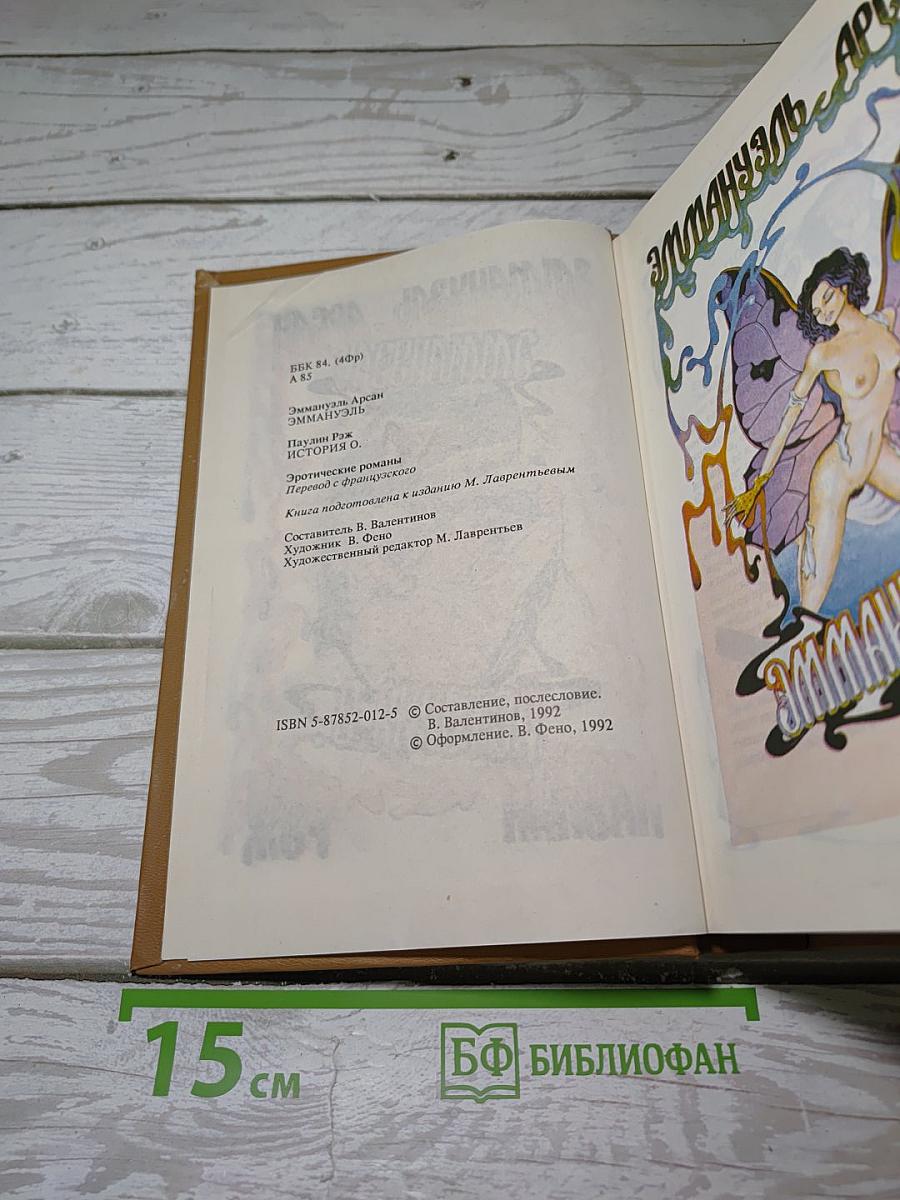 ББК 84. (4Фр)
А 85
Эммануэль Арсан
ЭММАНУЭЛЬ
Паулин Рэж
ИСТОРИЯ О.
Эротические романы
Перевод с французского
Книга подготовлена к изданию М. Лаврентьевым
Составитель В. Валентинов
Художник В. Фено
Художественный редактор М. Лаврентьев
ISBN 5-87852-012-5 © Составление, послесловие.
В. Валентинов, 1992
© Оформление. В. Фено, 1992
ЭММАНУЭЛЬ
15 см
БФ БИБЛИОФАН